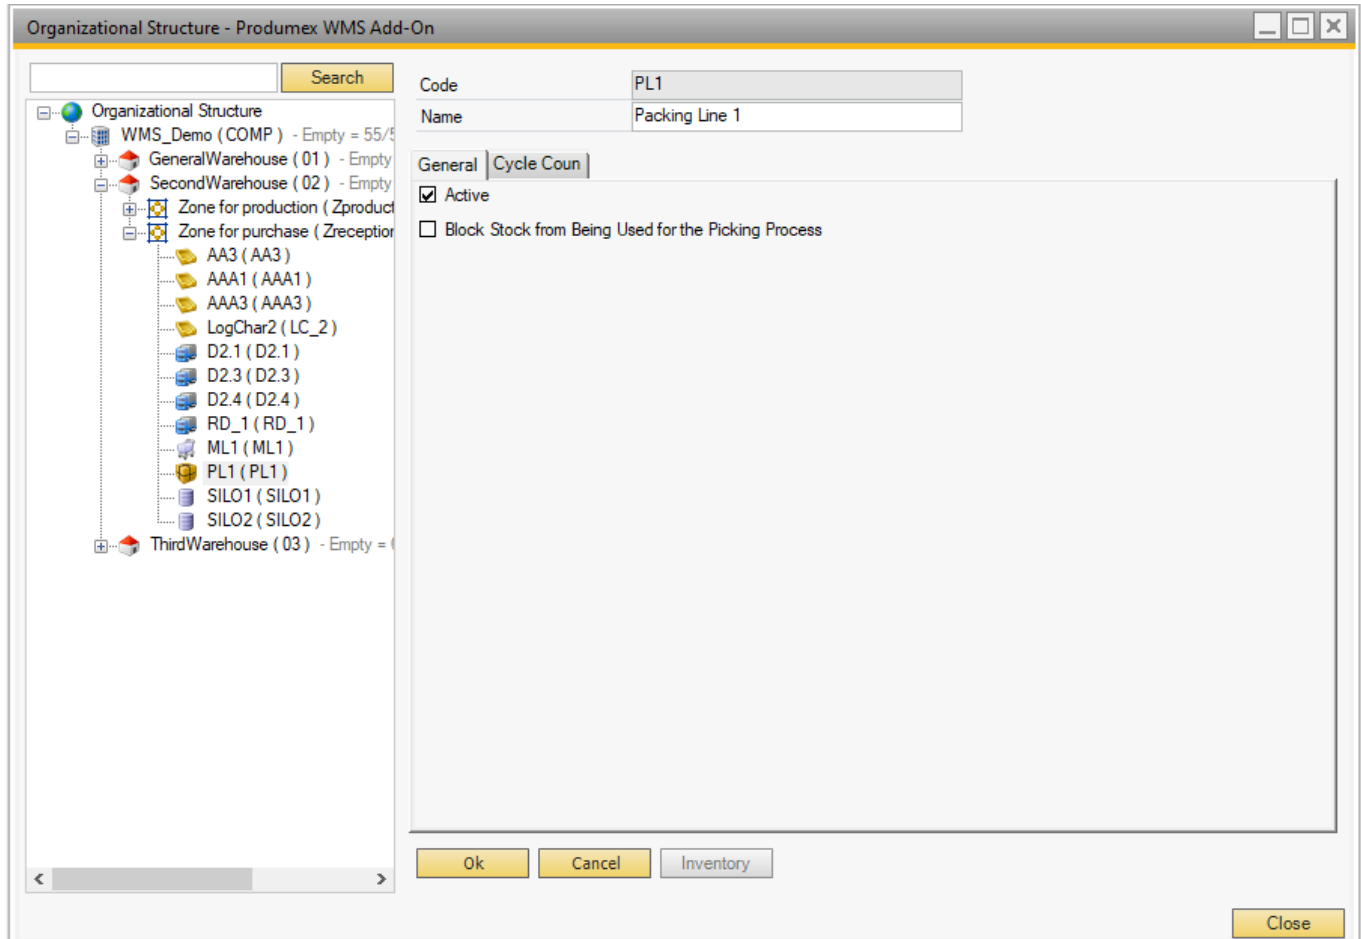 Organizational Structure - Produmex WMS Add-On
Search
Organizational Structure
WMS_Demo ( COMP ) - Empty = 55/5
GeneralWarehouse ( 01 ) - Empty
SecondWarehouse ( 02 ) - Empty
Zone for production ( Zproduct
Zone for purchase ( Zreception
AA3 ( AA3 )
AAA1 ( AAA1 )
AAA3 ( AAA3 )
LogChar2 ( LC_2 )
D2.1 ( D2.1 )
D2.3 ( D2.3 )
D2.4 ( D2.4 )
RD_1 ( RD_1 )
ML1 ( ML1 )
PL1 ( PL1 )
SILO1 ( SILO1 )
SILO2 ( SILO2 )
ThirdWarehouse ( 03 ) - Empty =
Code PL1
Name Packing Line 1
General Cycle Coun
Active
Block Stock from Being Used for the Picking Process
Ok Cancel Inventory
Close